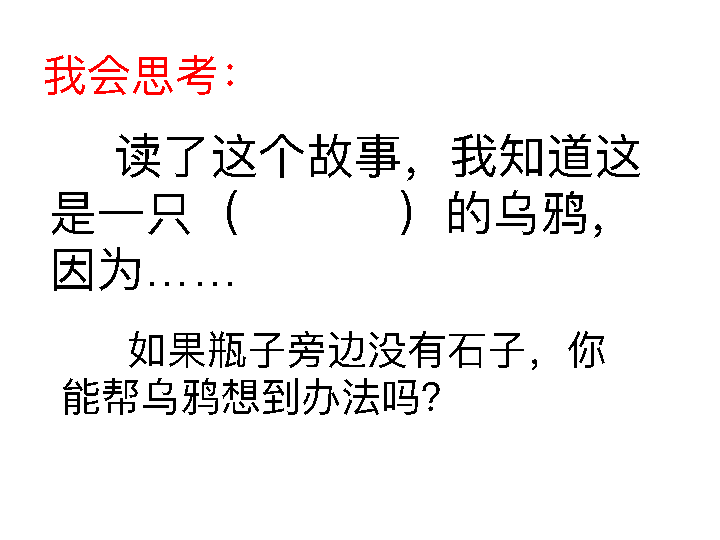 我会思考：
读了这个故事，我知道这
是一只（　　　）的乌鸦，
因为……
如果瓶子旁边没有石子，你
能帮乌鸦想到办法吗？